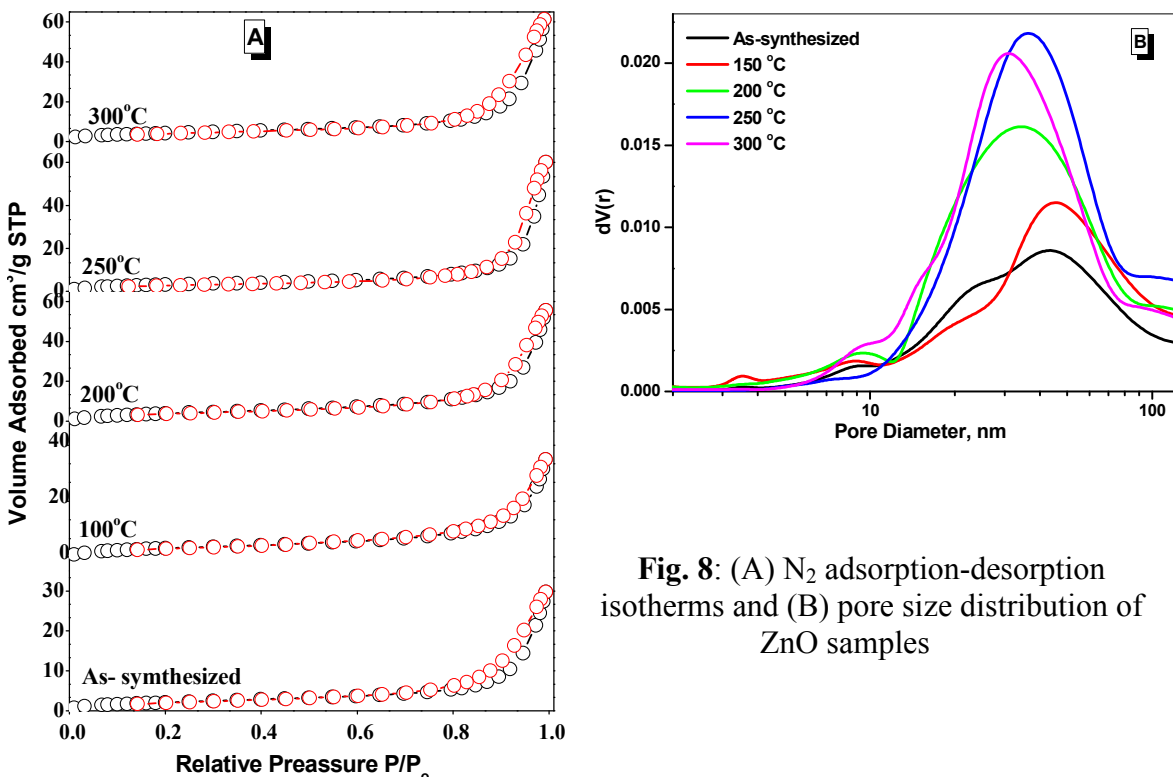 A
60
40
20
0
300°C
60
40
20
0
250°C
60
40
20
0
200°C
40
20
0
100°C
30
20
10
0
As- symthesized
0.0 0.2 0.4 0.6 0.8 1.0
Relative Preassure P/P₀
Volume Adsorbed cm³/g STP
B
As-synthesized
150 °C
200 °C
250 °C
300 °C
0.020
0.015
0.010
0.005
0.000
dV(r)
10 100
Pore Diameter, nm
Fig. 8: (A) N₂ adsorption-desorption
isotherms and (B) pore size distribution of
ZnO samples